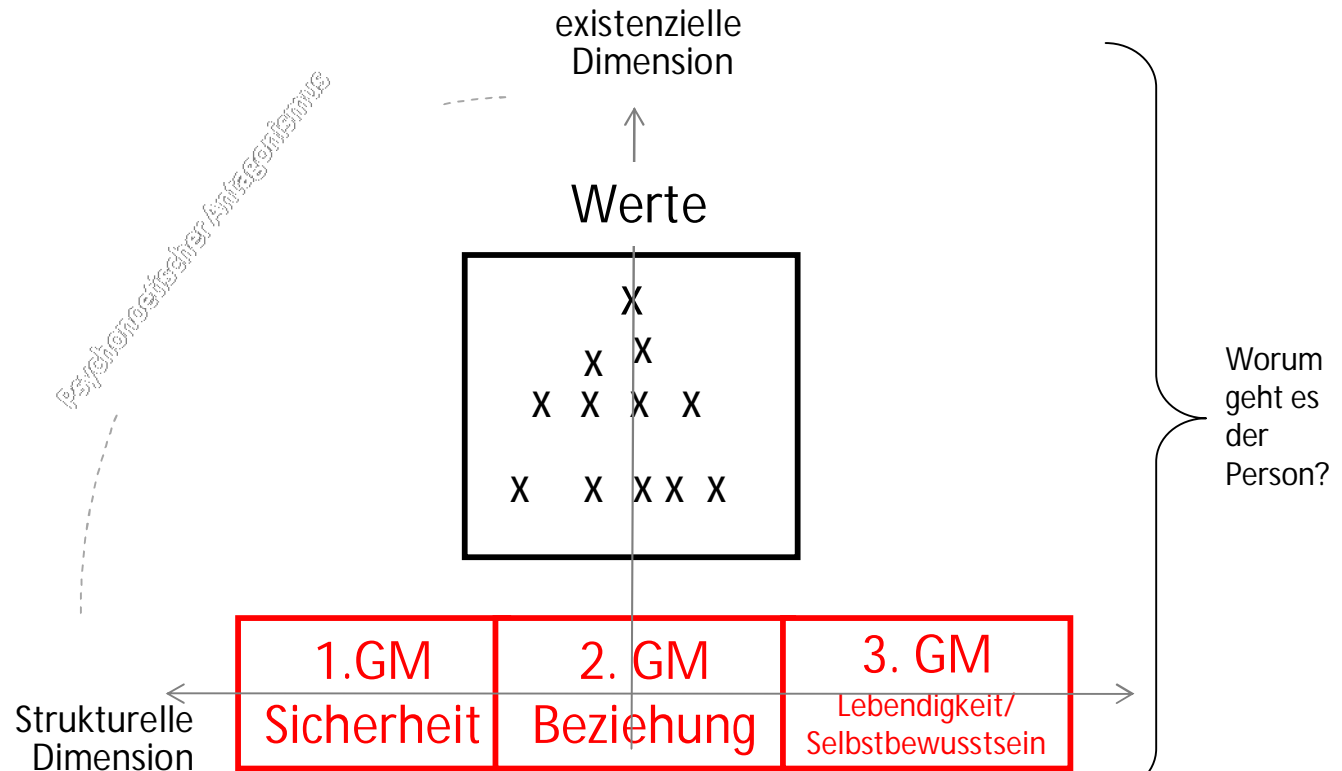 existenzielle
Dimension
Psychonoetischer Antagonismus
Werte
X
X X
X X X X
X X X X X
Worum
geht es
der
Person?
1.GM 2. GM 3. GM
Sicherheit Beziehung Lebendigkeit/
Selbstbewusstsein
Strukturelle
Dimension